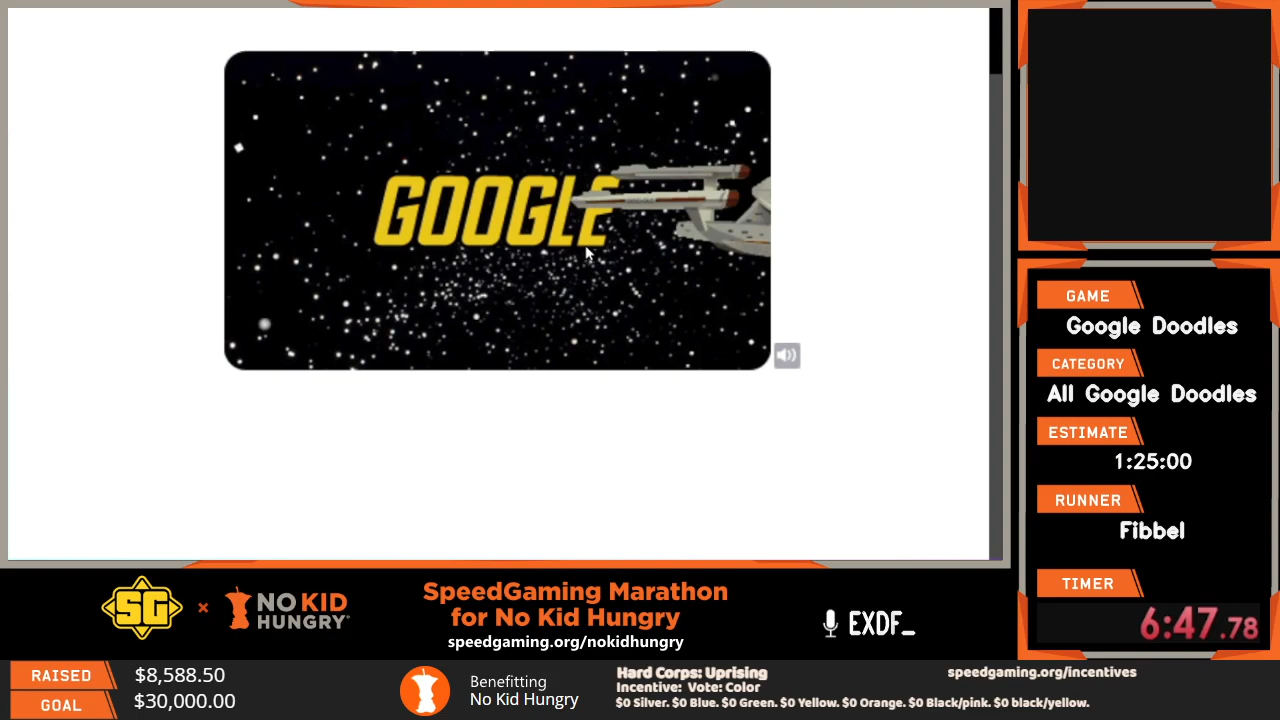 GOOGLE
GAME
Google Doodles
CATEGORY
All Google Doodles
ESTIMATE
1:25:00
RUNNER
Fibbel
TIMER
6:47.78
SG × NO KID
HUNGRY
SpeedGaming Marathon
for No Kid Hungry
speedgaming.org/nokidhungry
EXDF_
RAISED $8,588.50
GOAL $30,000.00
Benefitting
No Kid Hungry
Hard Corps: Uprising
Incentive: Vote: Color
$0 Silver. $0 Blue. $0 Green. $0 Yellow. $0 Orange. $0 Black/pink. $0 black/yellow.
speedgaming.org/incentives